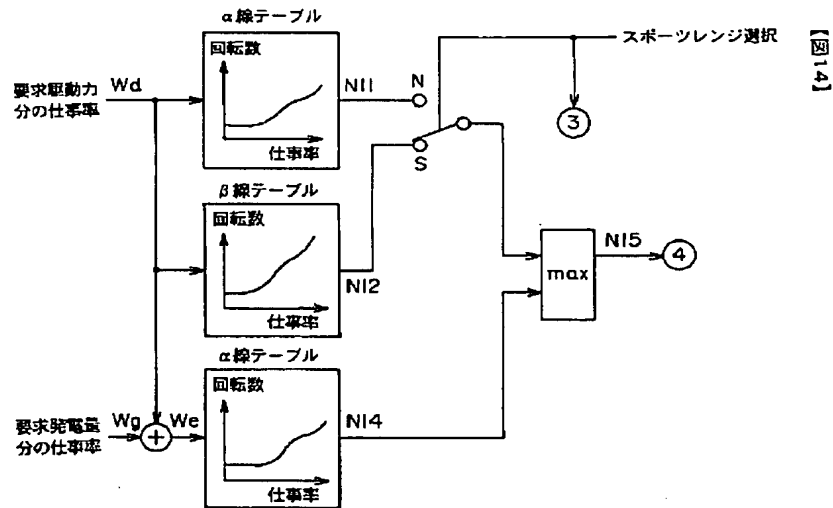 【図14】
α線テーブル
回転数
仕事率
要求駆動力
分の仕事率
Wd
N11
N
S
スポーツレンジ選択
3
β線テーブル
回転数
仕事率
N12
max
N15
4
α線テーブル
回転数
仕事率
要求発電量
分の仕事率
Wg
+
We
N14